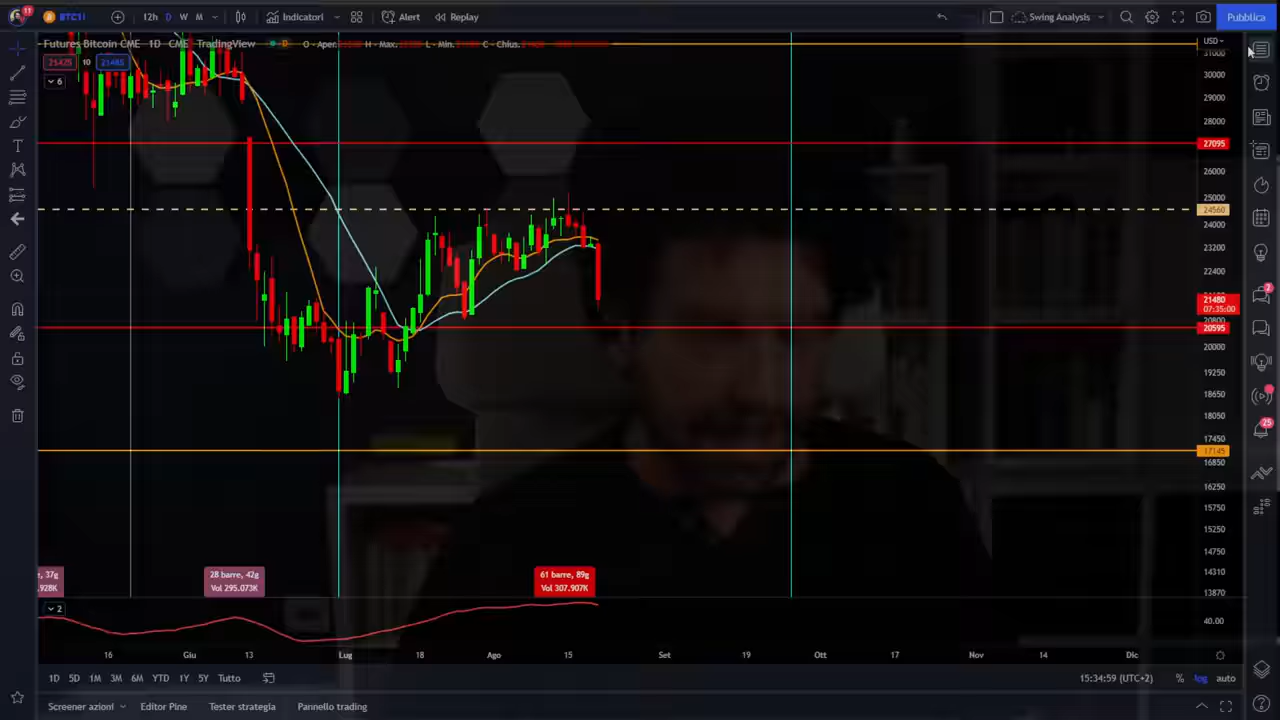 11
BTC1!
12h D W M
Indicatori
Alert
Replay
Swing Analysis
Pubblica
Futures Bitcoin CME 1D CME TradingView
D
O - Aper.
H - Max.
L - Min.
C - Chius.
USD
21475 10 21485
6
31000
30000
29000
28000
27095
26000
25000
24560
24000
23200
22400
21480
07:35:00
20800
20595
20000
19250
18650
18050
17450
17145
16850
16250
15750
15250
14750
14310
13870
2
25
, 37g
.928K
28 barre, 42g
Vol 295.073K
61 barre, 89g
Vol 307.907K
2
40.00
16 Giu 13 Lug 18 Ago 15 Set 19 Ott 17 Nov 14 Dic
1D 5D 1M 3M 6M YTD 1Y 5Y Tutto
15:34:59 (UTC+2)
% log auto
Screener azioni
Editor Pine
Tester strategia
Pannello trading